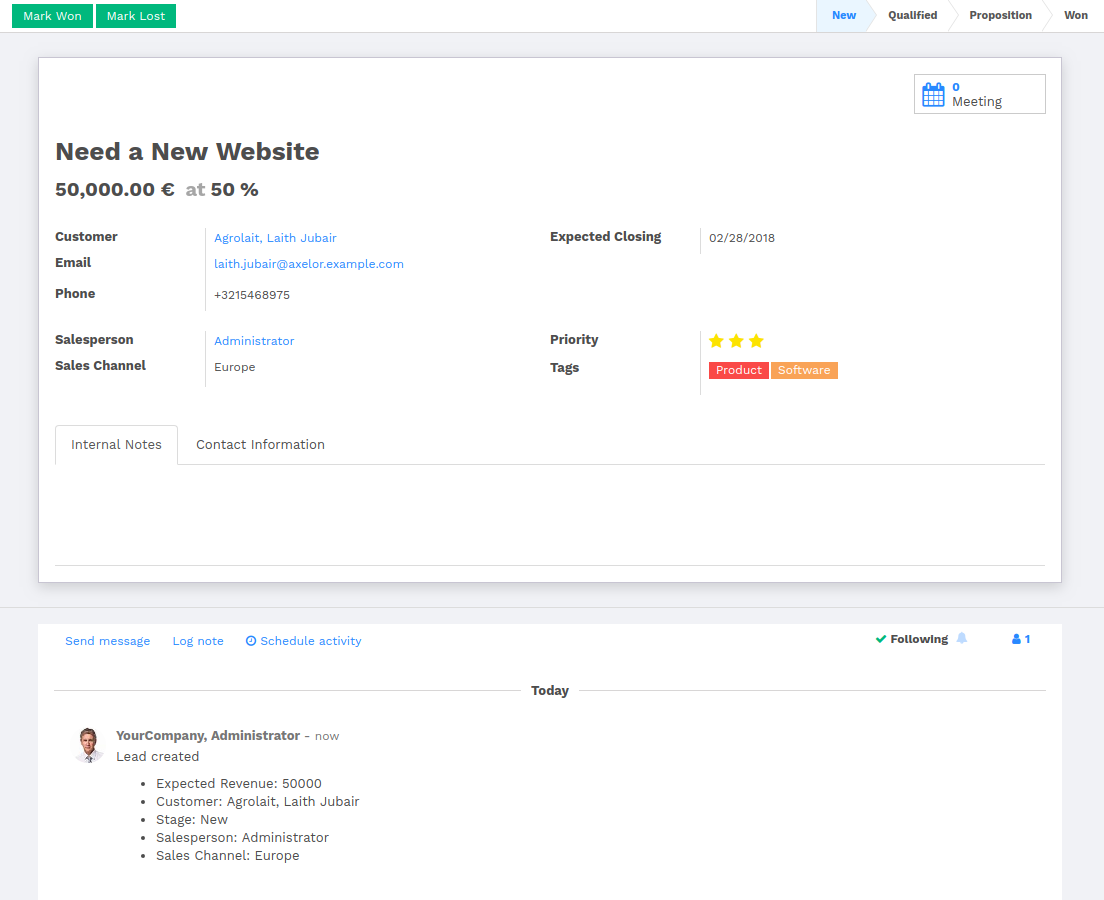 Mark Won Mark Lost New Qualified Proposition Won
0
Meeting
Need a New Website
50,000.00 € at 50 %
Customer Agrolait, Laith Jubair Expected Closing 02/28/2018
Email laith.jubair@axelor.example.com
Phone +3215468975
Salesperson Administrator Priority
Sales Channel Europe Tags Product Software
Internal Notes Contact Information
Send message Log note Schedule activity Following 1
Today
YourCompany, Administrator - now
Lead created
• Expected Revenue: 50000
• Customer: Agrolait, Laith Jubair
• Stage: New
• Salesperson: Administrator
• Sales Channel: Europe